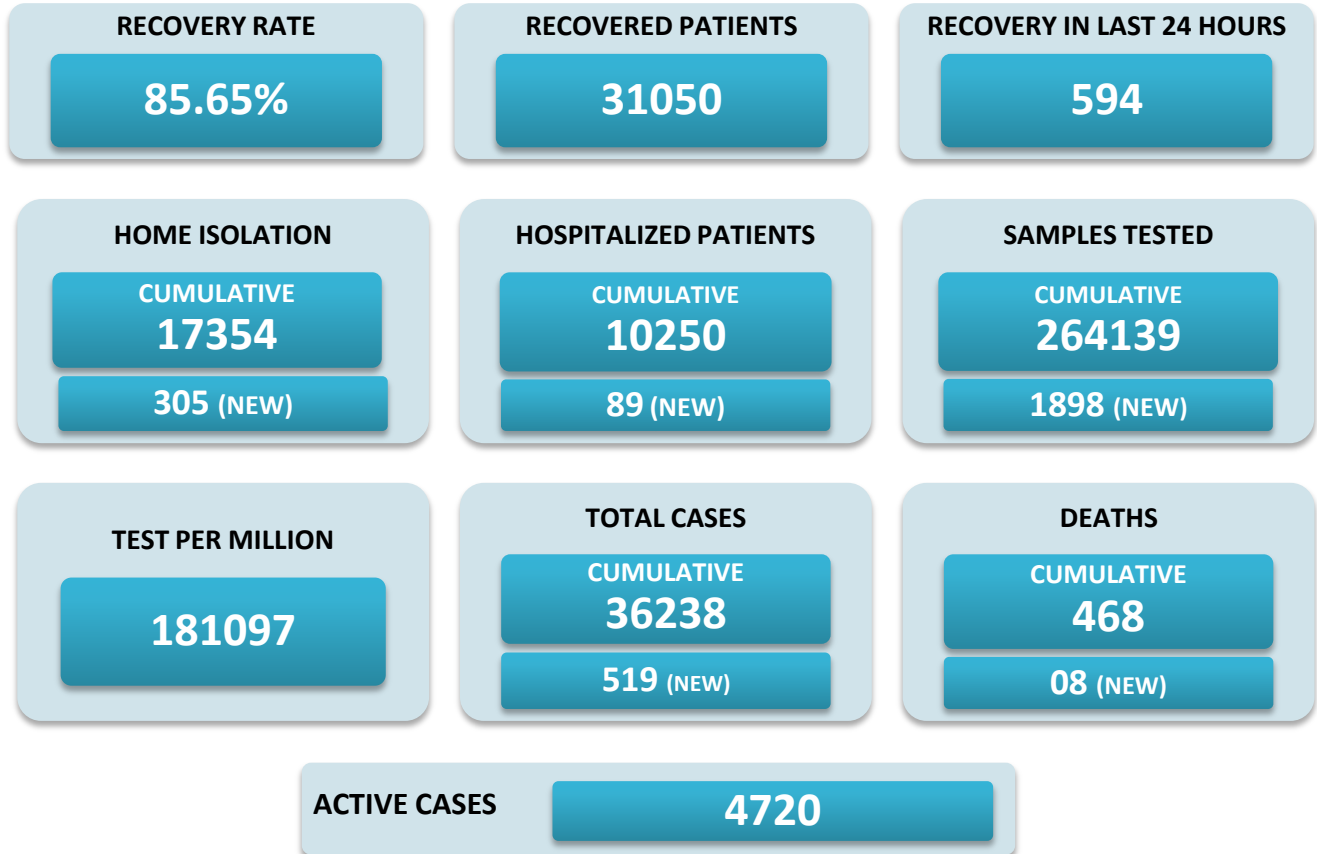 RECOVERY RATE
85.65%
RECOVERED PATIENTS
31050
RECOVERY IN LAST 24 HOURS
594
HOME ISOLATION
CUMULATIVE
17354
305 (NEW)
HOSPITALIZED PATIENTS
CUMULATIVE
10250
89 (NEW)
SAMPLES TESTED
CUMULATIVE
264139
1898 (NEW)
TEST PER MILLION
181097
TOTAL CASES
CUMULATIVE
36238
519 (NEW)
DEATHS
CUMULATIVE
468
08 (NEW)
ACTIVE CASES
4720